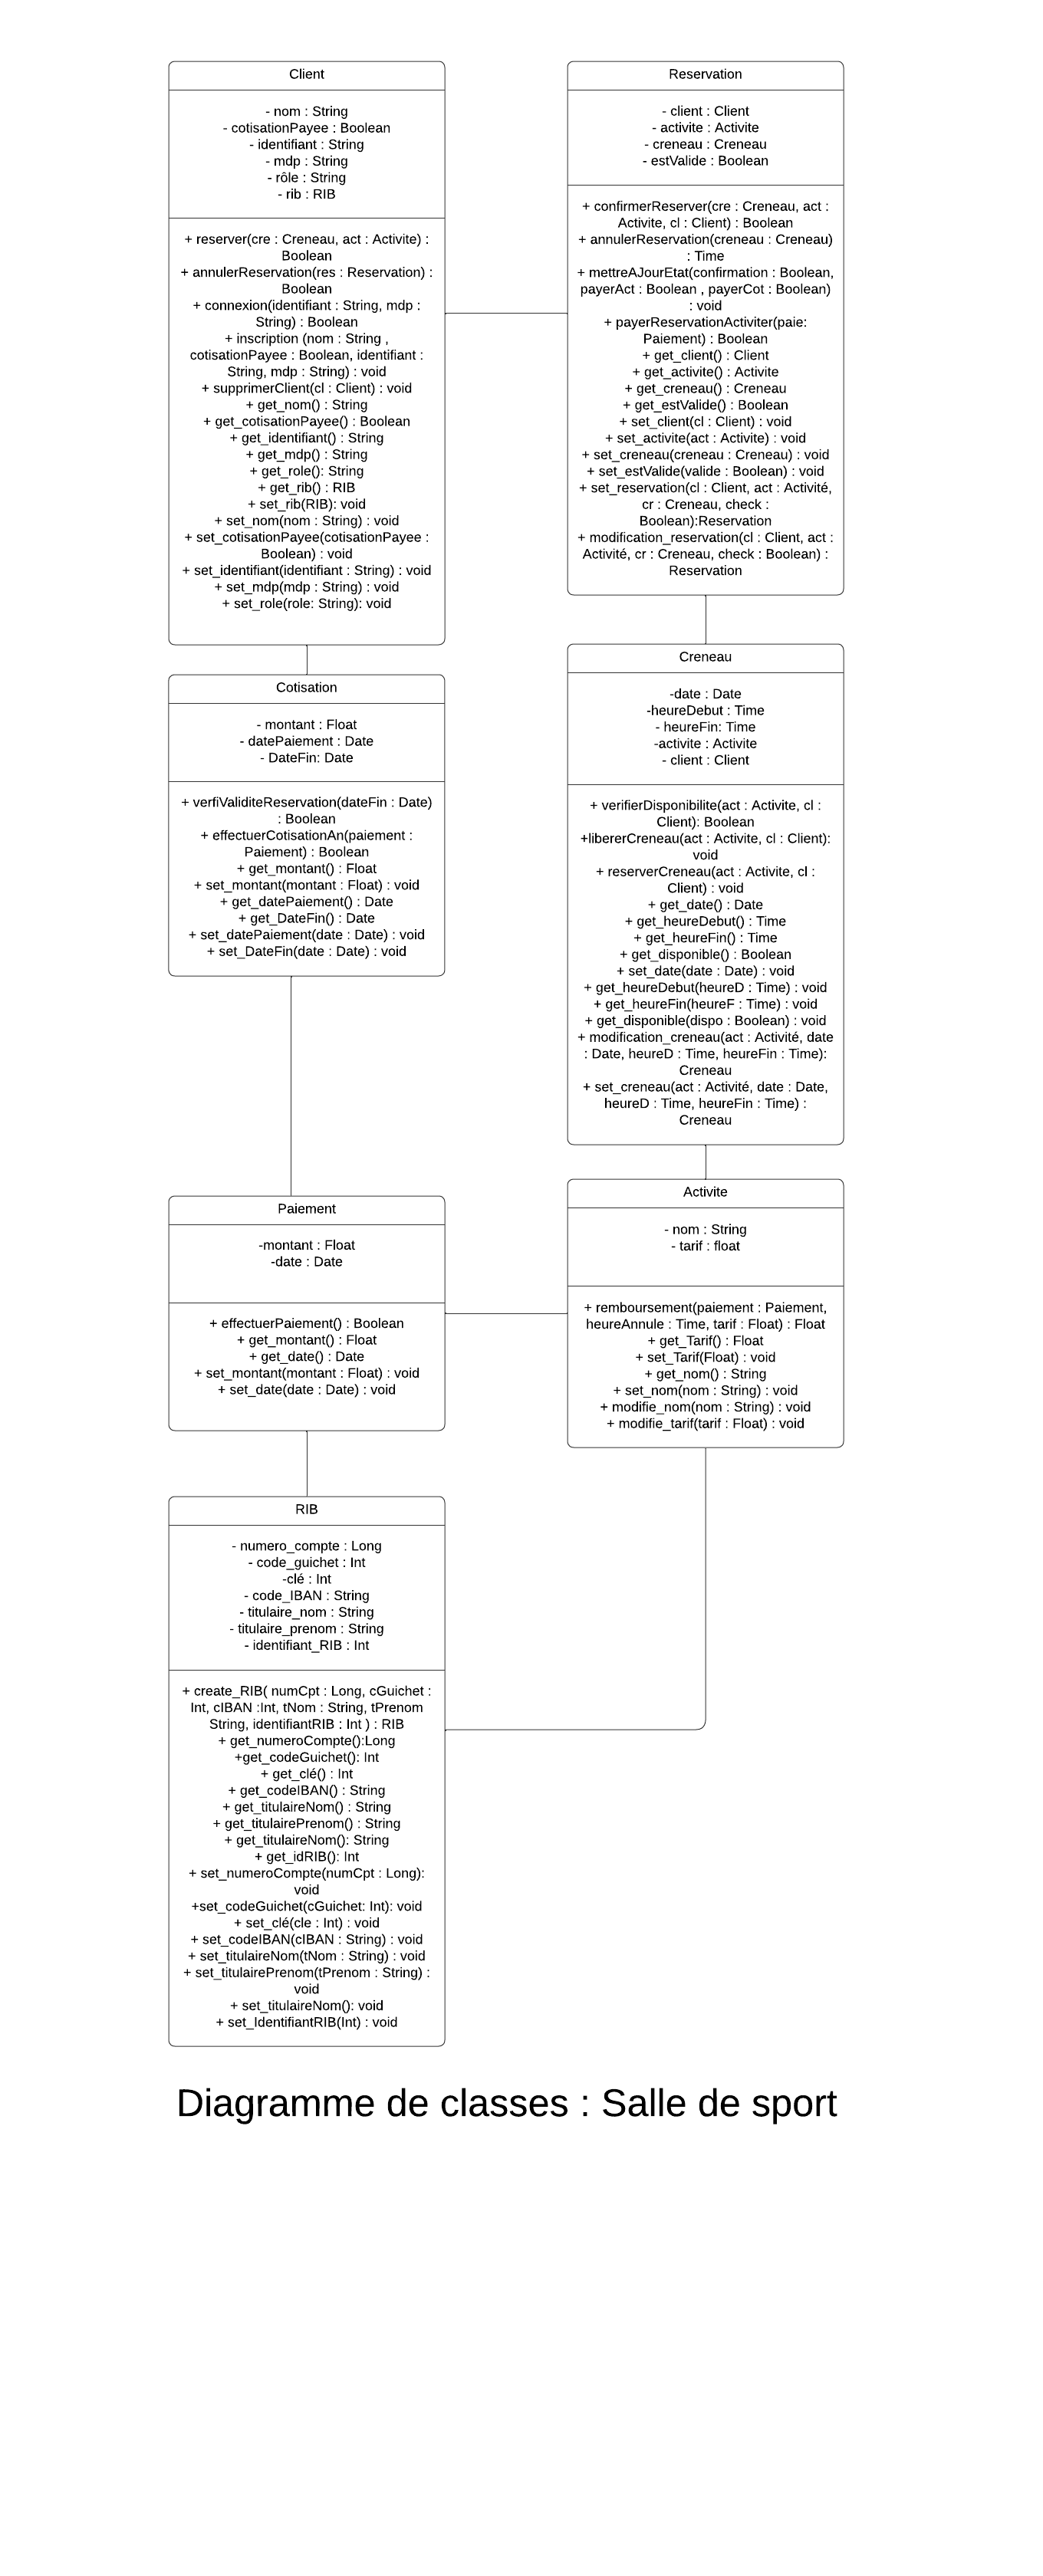 Client
- nom : String
- cotisationPayee : Boolean
- identifiant : String
- mdp : String
- rôle : String
- rib : RIB
+ reserver(cre : Creneau, act : Activite) :
Boolean
+ annulerReservation(res : Reservation) :
Boolean
+ connexion(identifiant : String, mdp :
String) : Boolean
+ inscription (nom : String ,
cotisationPayee : Boolean, identifiant :
String, mdp : String) : void
+ supprimerClient(cl : Client) : void
+ get_nom() : String
+ get_cotisationPayee() : Boolean
+ get_identifiant() : String
+ get_mdp() : String
+ get_role(): String
+ get_rib() : RIB
+ set_rib(RIB): void
+ set_nom(nom : String) : void
+ set_cotisationPayee(cotisationPayee :
Boolean) : void
+ set_identifiant(identifiant : String) : void
+ set_mdp(mdp : String) : void
+ set_role(role: String): void
Reservation
- client : Client
- activite : Activite
- creneau : Creneau
- estValide : Boolean
+ confirmerReserver(cre : Creneau, act :
Activite, cl : Client) : Boolean
+ annulerReservation(creneau : Creneau)
: Time
+ mettreAJourEtat(confirmation : Boolean,
payerAct : Boolean , payerCot : Boolean)
: void
+ payerReservationActiviter(paie:
Paiement) : Boolean
+ get_client() : Client
+ get_activite() : Activite
+ get_creneau() : Creneau
+ get_estValide() : Boolean
+ set_client(cl : Client) : void
+ set_activite(act : Activite) : void
+ set_creneau(creneau : Creneau) : void
+ set_estValide(valide : Boolean) : void
+ set_reservation(cl : Client, act : Activité,
cr : Creneau, check :
Boolean):Reservation
+ modification_reservation(cl : Client, act :
Activité, cr : Creneau, check : Boolean) :
Reservation
Cotisation
- montant : Float
- datePaiement : Date
- DateFin: Date
+ verfiValiditeReservation(dateFin : Date)
: Boolean
+ effectuerCotisationAn(paiement :
Paiement) : Boolean
+ get_montant() : Float
+ set_montant(montant : Float) : void
+ get_datePaiement() : Date
+ get_DateFin() : Date
+ set_datePaiement(date : Date) : void
+ set_DateFin(date : Date) : void
Creneau
-date : Date
-heureDebut : Time
- heureFin: Time
-activite : Activite
- client : Client
+ verifierDisponibilite(act : Activite, cl :
Client): Boolean
+libererCreneau(act : Activite, cl : Client):
void
+ reserverCreneau(act : Activite, cl :
Client) : void
+ get_date() : Date
+ get_heureDebut() : Time
+ get_heureFin() : Time
+ get_disponible() : Boolean
+ set_date(date : Date) : void
+ get_heureDebut(heureD : Time) : void
+ get_heureFin(heureF : Time) : void
+ get_disponible(dispo : Boolean) : void
+ modification_creneau(act : Activité, date
: Date, heureD : Time, heureFin : Time):
Creneau
+ set_creneau(act : Activité, date : Date,
heureD : Time, heureFin : Time) :
Creneau
Paiement
-montant : Float
-date : Date
+ effectuerPaiement() : Boolean
+ get_montant() : Float
+ get_date() : Date
+ set_montant(montant : Float) : void
+ set_date(date : Date) : void
Activite
- nom : String
- tarif : float
+ remboursement(paiement : Paiement,
heureAnnule : Time, tarif : Float) : Float
+ get_Tarif() : Float
+ set_Tarif(Float) : void
+ get_nom() : String
+ set_nom(nom : String) : void
+ modifie_nom(nom : String) : void
+ modifie_tarif(tarif : Float) : void
RIB
- numero_compte : Long
- code_guichet : Int
-clé : Int
- code_IBAN : String
- titulaire_nom : String
- titulaire_prenom : String
- identifiant_RIB : Int
+ create_RIB( numCpt : Long, cGuichet :
Int, cIBAN :Int, tNom : String, tPrenom
String, identifiantRIB : Int ) : RIB
+ get_numeroCompte():Long
+get_codeGuichet(): Int
+ get_clé() : Int
+ get_codeIBAN() : String
+ get_titulaireNom() : String
+ get_titulairePrenom() : String
+ get_titulaireNom(): String
+ get_idRIB(): Int
+ set_numeroCompte(numCpt : Long):
void
+set_codeGuichet(cGuichet: Int): void
+ set_clé(cle : Int) : void
+ set_codeIBAN(cIBAN : String) : void
+ set_titulaireNom(tNom : String) : void
+ set_titulairePrenom(tPrenom : String) :
void
+ set_titulaireNom(): void
+ set_IdentifiantRIB(Int) : void
Diagramme de classes : Salle de sport